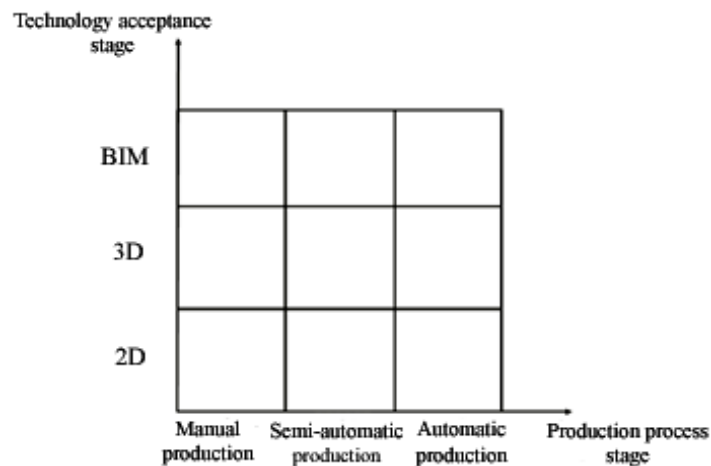 Technology acceptance
stage
BIM
3D
2D
Manual
production
Semi-automatic
production
Automatic
production
Production process
stage